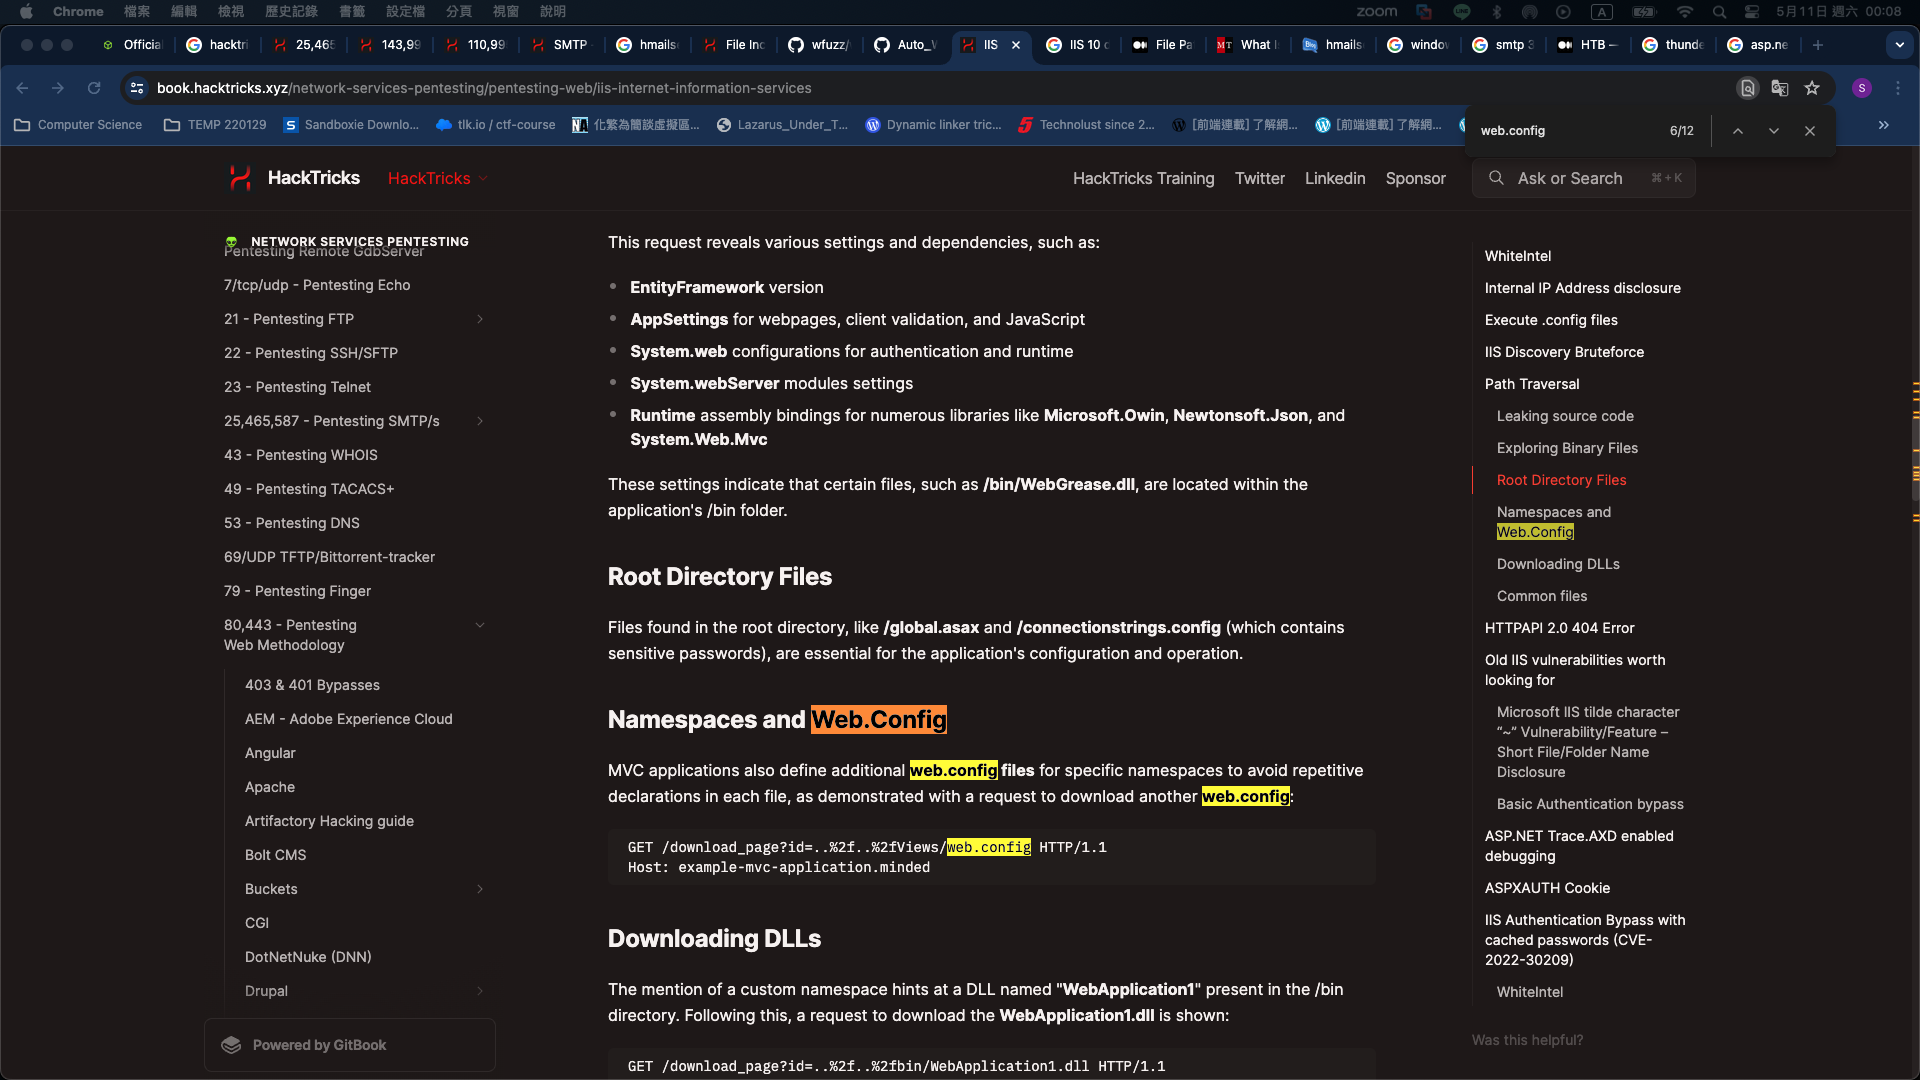 Chrome 檔案 編輯 檢視 歷史記錄 書籤 設定檔 分頁 視窗 說明 zoom LINE A 5月11日 週六 00:08
Officia hacktri 25,465 143,99 110,99 SMTP hmails File Inc wfuzz/ Auto_W IIS IIS 10 c File Pa MT What i Blog hmails window smtp 3 HTB — thunde asp.ne
book.hacktricks.xyz/network-services-pentesting/pentesting-web/iis-internet-information-services S
Computer Science TEMP 220129 Sandboxie Downlo... tlk.io / ctf-course 化繁為簡談虛擬區... Lazarus_Under_T... Dynamic linker tric... Technolust since 2... [前端連載] 了解網... [前端連載] 了解網...
web.config 6/12
HackTricks HackTricks HackTricks Training Twitter Linkedin Sponsor Ask or Search ⌘+K
NETWORK SERVICES PENTESTING
Pentesting Remote GdbServer
7/tcp/udp - Pentesting Echo
21 - Pentesting FTP
22 - Pentesting SSH/SFTP
23 - Pentesting Telnet
25,465,587 - Pentesting SMTP/s
43 - Pentesting WHOIS
49 - Pentesting TACACS+
53 - Pentesting DNS
69/UDP TFTP/Bittorrent-tracker
79 - Pentesting Finger
80,443 - Pentesting
Web Methodology
403 & 401 Bypasses
AEM - Adobe Experience Cloud
Angular
Apache
Artifactory Hacking guide
Bolt CMS
Buckets
CGI
DotNetNuke (DNN)
Drupal
Powered by GitBook
This request reveals various settings and dependencies, such as:
EntityFramework version
AppSettings for webpages, client validation, and JavaScript
System.web configurations for authentication and runtime
System.webServer modules settings
Runtime assembly bindings for numerous libraries like Microsoft.Owin, Newtonsoft.Json, and
System.Web.Mvc
These settings indicate that certain files, such as /bin/WebGrease.dll, are located within the
application's /bin folder.
Root Directory Files
Files found in the root directory, like /global.asax and /connectionstrings.config (which contains
sensitive passwords), are essential for the application's configuration and operation.
Namespaces and Web.Config
MVC applications also define additional web.config files for specific namespaces to avoid repetitive
declarations in each file, as demonstrated with a request to download another web.config:
GET /download_page?id=..%2f..%2fViews/web.config HTTP/1.1
Host: example-mvc-application.minded
Downloading DLLs
The mention of a custom namespace hints at a DLL named "WebApplication1" present in the /bin
directory. Following this, a request to download the WebApplication1.dll is shown:
GET /download_page?id=..%2f..%2fbin/WebApplication1.dll HTTP/1.1
WhiteIntel
Internal IP Address disclosure
Execute .config files
IIS Discovery Bruteforce
Path Traversal
Leaking source code
Exploring Binary Files
Root Directory Files
Namespaces and
Web.Config
Downloading DLLs
Common files
HTTPAPI 2.0 404 Error
Old IIS vulnerabilities worth
looking for
Microsoft IIS tilde character
“~” Vulnerability/Feature –
Short File/Folder Name
Disclosure
Basic Authentication bypass
ASP.NET Trace.AXD enabled
debugging
ASPXAUTH Cookie
IIS Authentication Bypass with
cached passwords (CVE-
2022-30209)
WhiteIntel
Was this helpful?